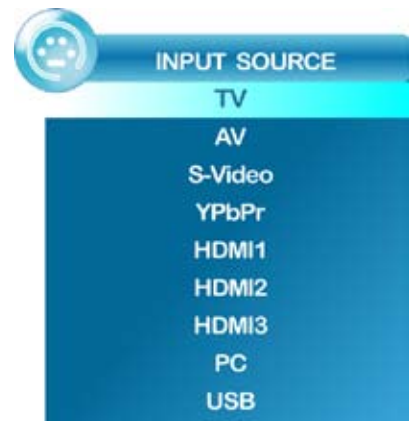 INPUT SOURCE
TV
AV
S-Video
YPbPr
HDMI1
HDMI2
HDMI3
PC
USB